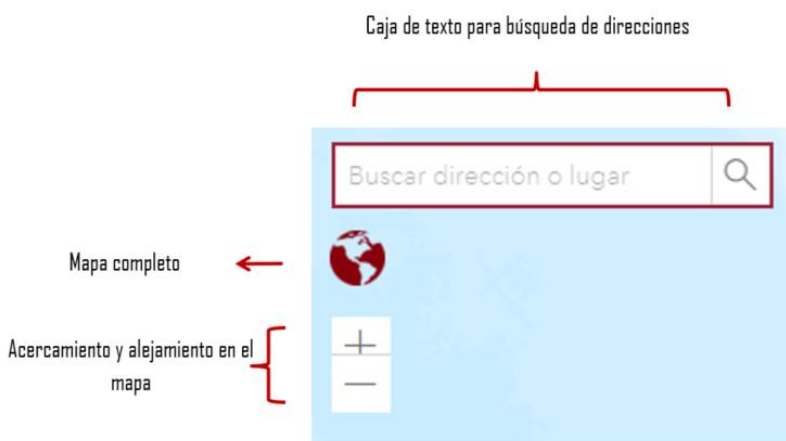 Caja de texto para búsqueda de direcciones
Buscar dirección o lugar
Mapa completo
Acercamiento y alejamiento en el
mapa